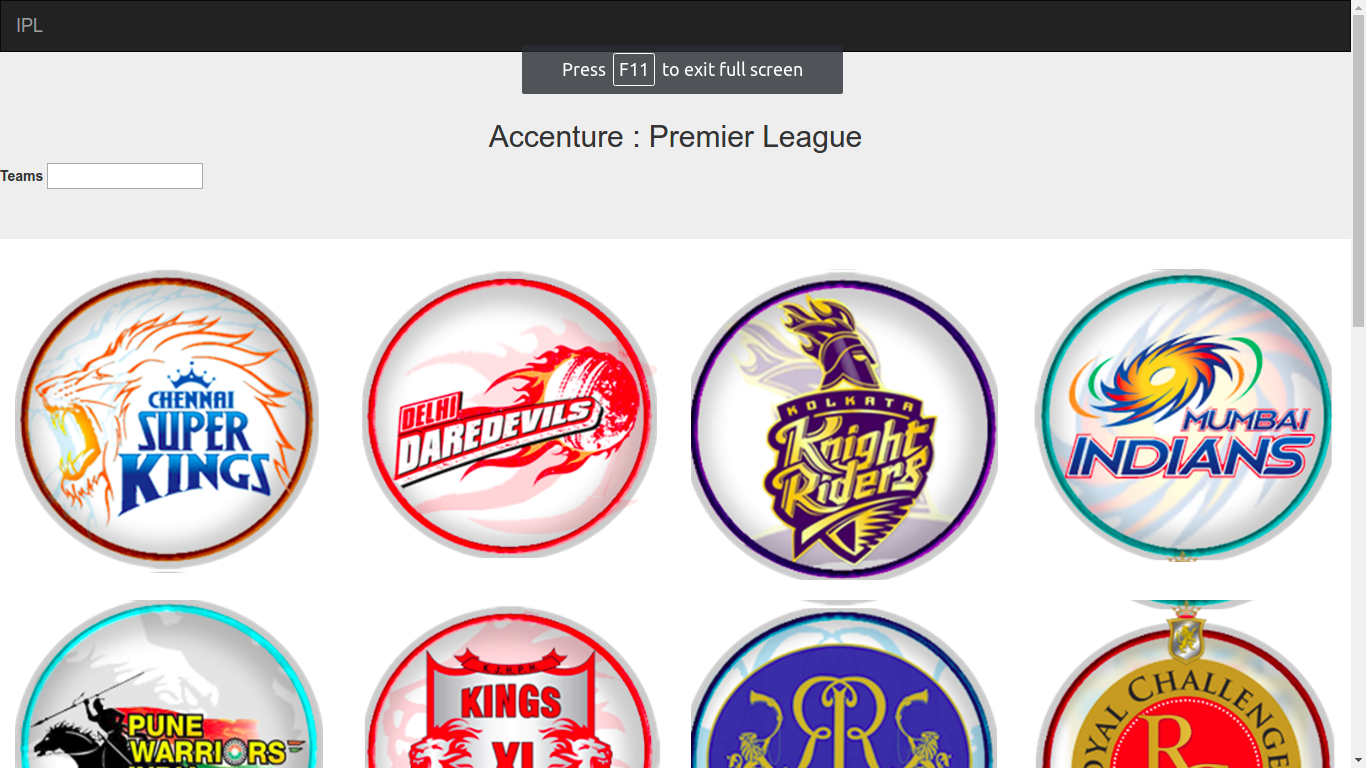 IPL
Press F11 to exit full screen
Accenture : Premier League
Teams
CHENNAI
SUPER
KINGS
DELHI
DAREDEVILS
KOLKATA
Knight
Riders
MUMBAI
INDIANS
PUNE
WARRIORS
K.J.H.P.H.
KINGS
XI
RR
ROYAL CHALLENGE
R